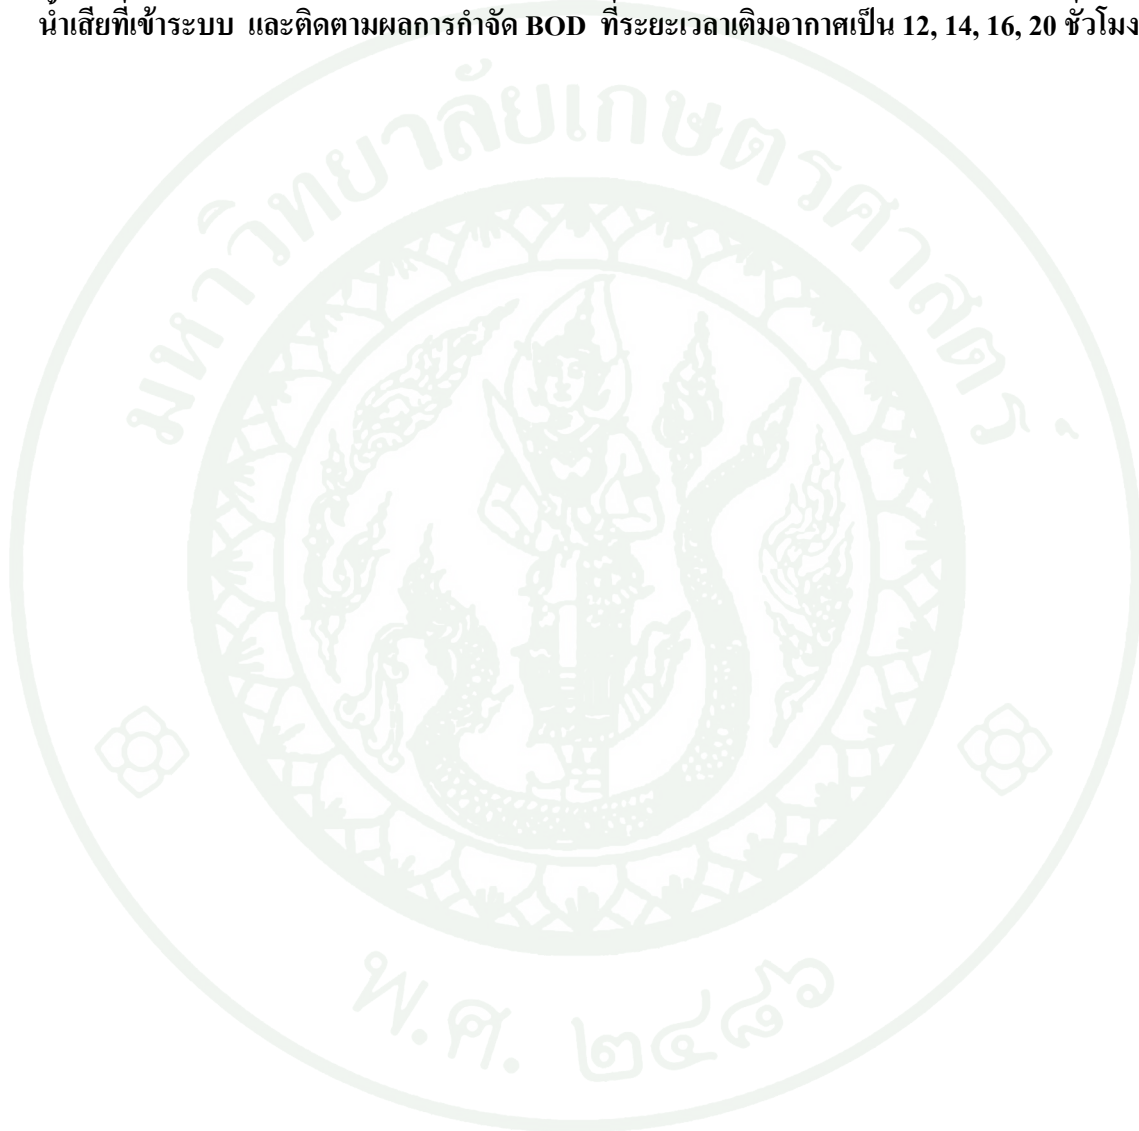 น้ำเสียที่เข้าระบบ และติดตามผลการกำจัด BOD ที่ระยะเวลาเติมอากาศเป็น 12, 14, 16, 20 ชั่วโมง
มหาวิทยาลัยเกษตรศาสตร์
พ.ศ. ๒๔๘๖